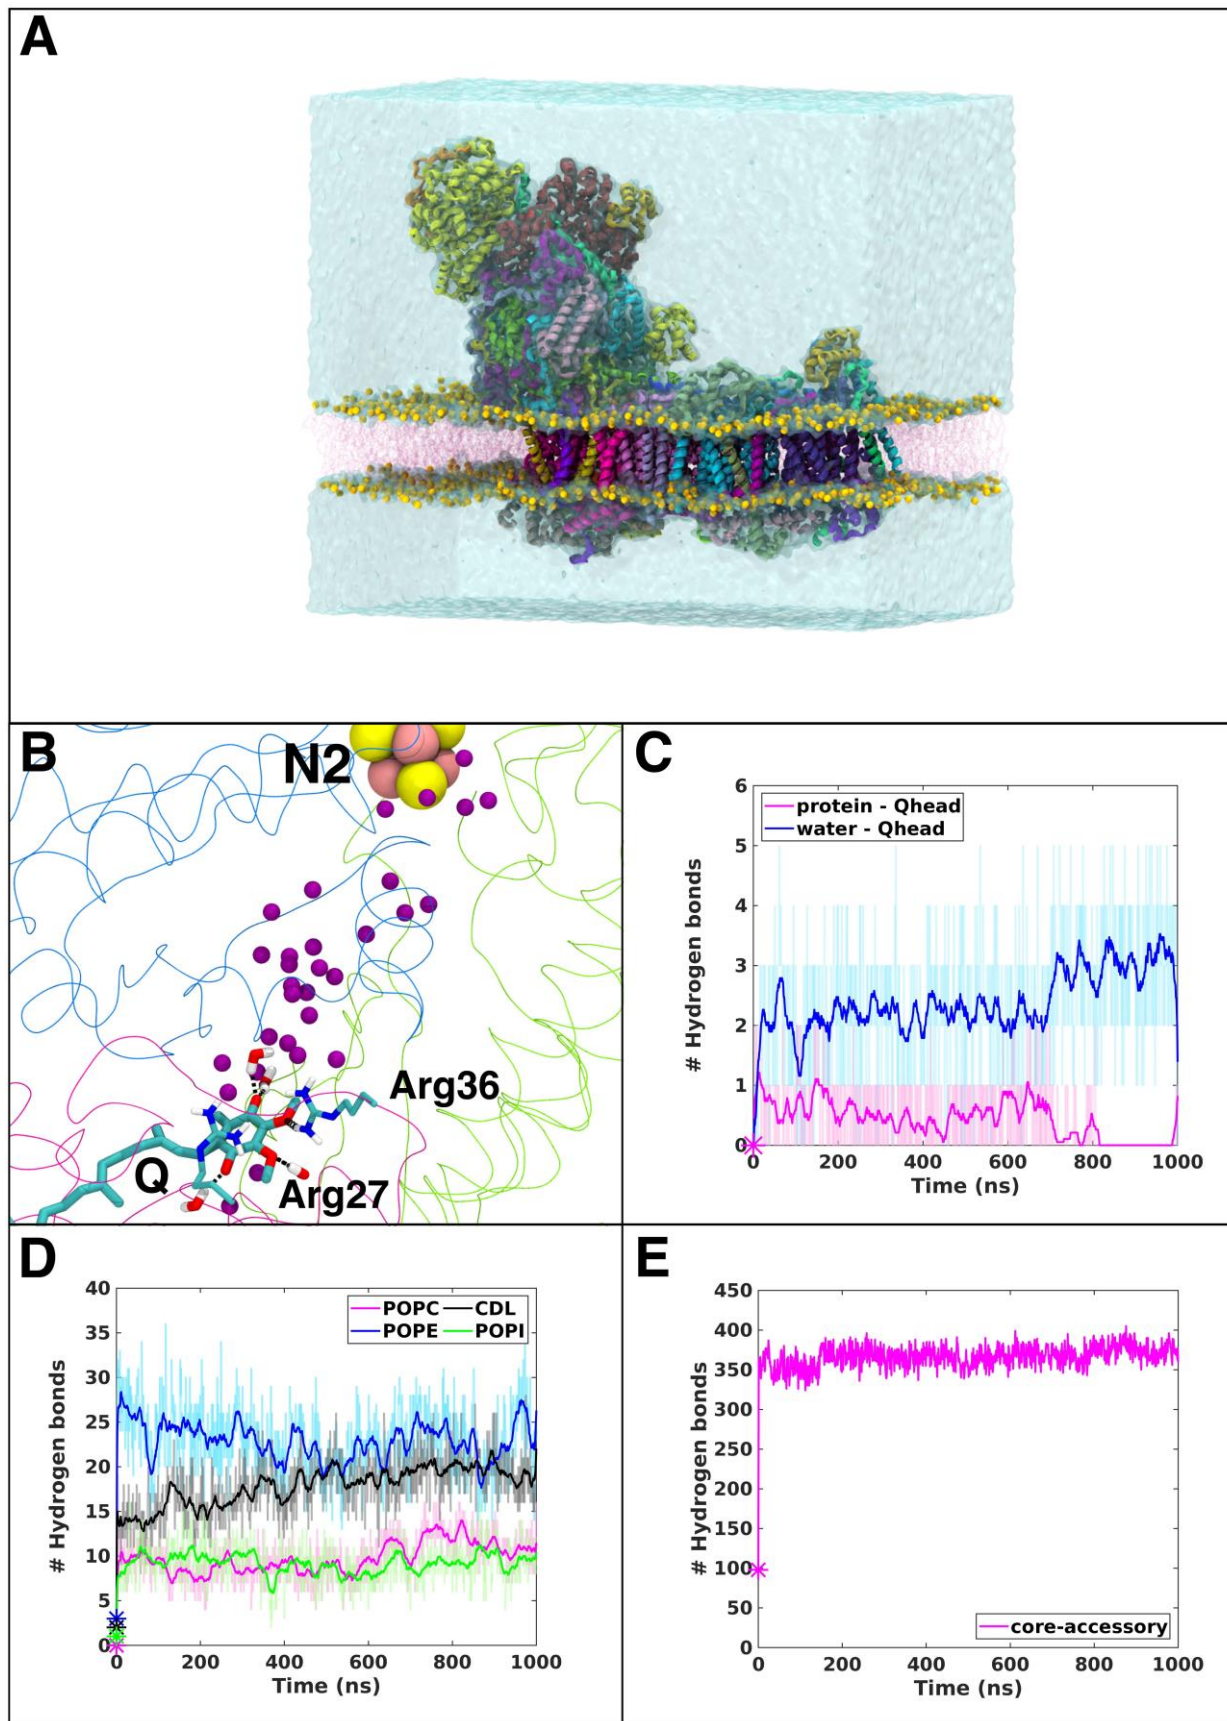 A
B
N2
Arg36
Q
Arg27
C
6
5
4
3
2
1
0
# Hydrogen bonds
protein - Qhead
water - Qhead
0 200 400 600 800 1000
Time (ns)
D
40
35
30
25
20
15
10
5
0
# Hydrogen bonds
POPC CDL
POPE POPI
0 200 400 600 800 1000
Time (ns)
E
450
400
350
300
250
200
150
100
50
0
# Hydrogen bonds
core-accessory
0 200 400 600 800 1000
Time (ns)